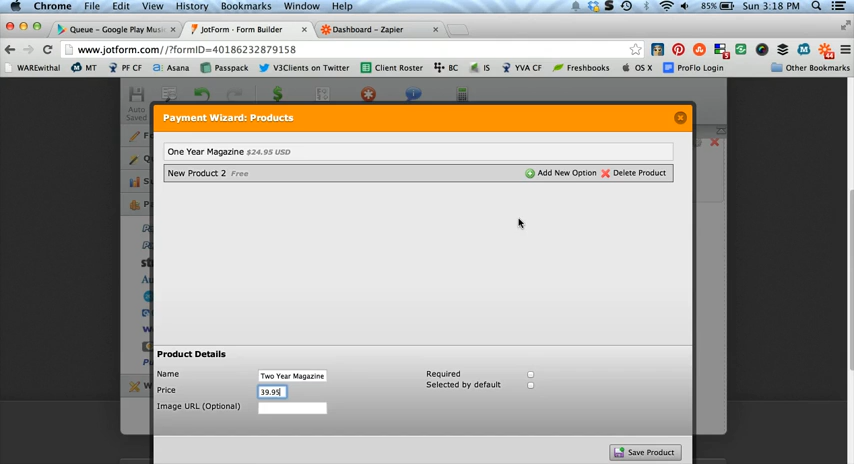 Chrome File Edit View History Bookmarks Window Help 85% Sun 3:18 PM
Queue – Google Play Music JotForm · Form Builder Dashboard – Zapier
www.jotform.com//?formID=40186232879158
WAREwithal MT PF CF Asana Passpack V3Clients on Twitter Client Roster BC IS YVA CF Freshbooks OS X ProFlo Login Other Bookmarks
Auto
Saved
Payment Wizard: Products
One Year Magazine $24.95 USD
New Product 2 Free Add New Option Delete Product
Product Details
Name Two Year Magazine Required
Selected by default
Price 39.95
Image URL (Optional)
Save Product